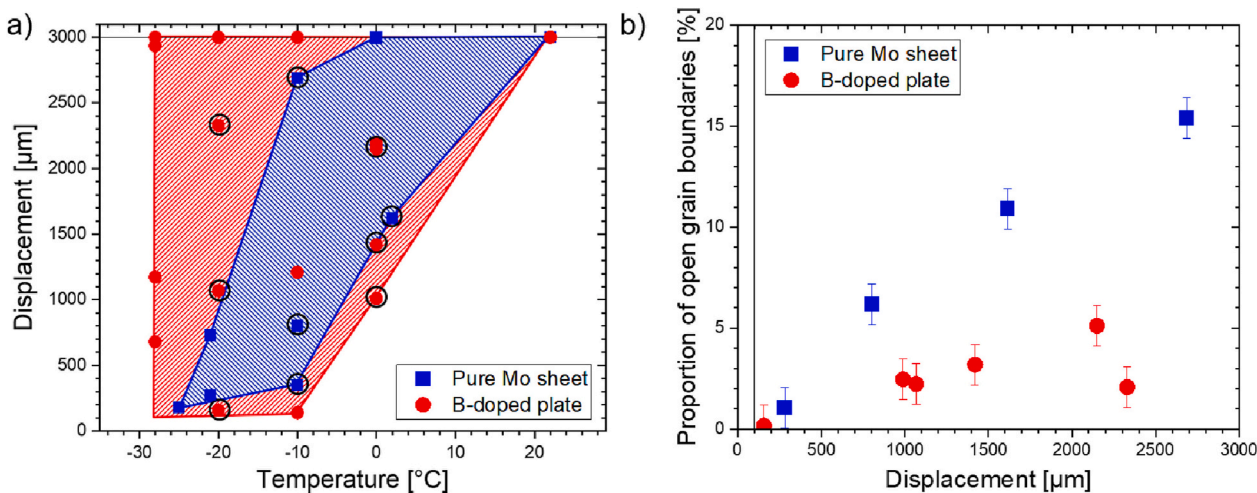 a)
Displacement [µm]
3000
2500
2000
1500
1000
500
0
-30
-20
-10
0
10
20
Temperature [°C]
Pure Mo sheet
B-doped plate
b)
Proportion of open grain boundaries [%]
20
15
10
5
0
0
500
1000
1500
2000
2500
3000
Displacement [µm]
Pure Mo sheet
B-doped plate